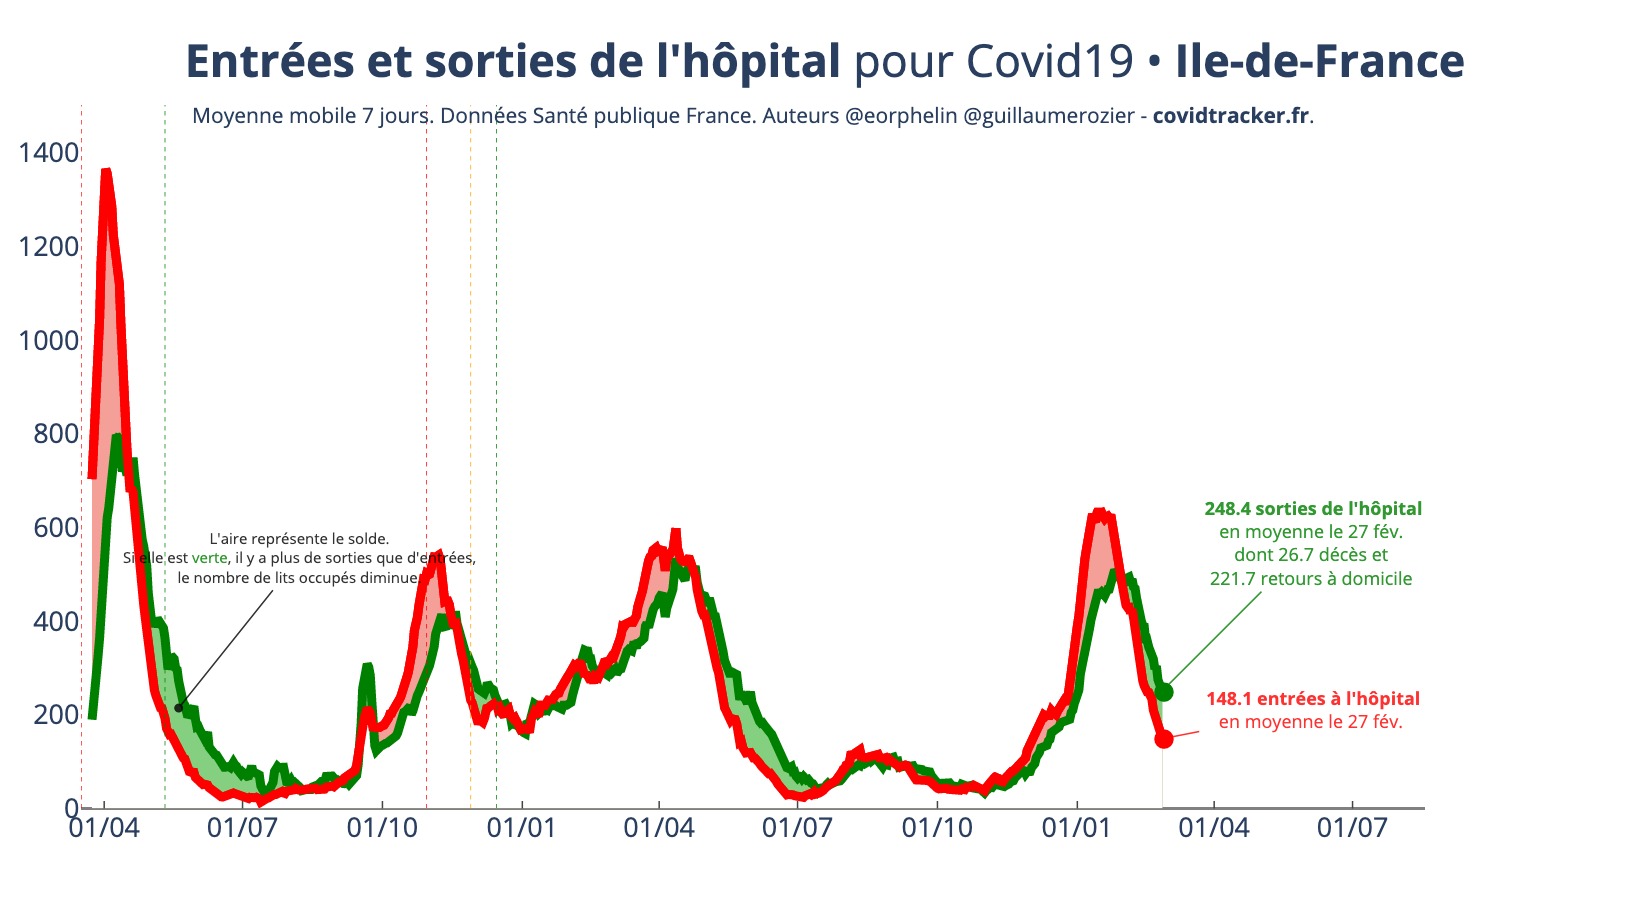 Entrées et sorties de l'hôpital pour Covid19 • Ile-de-France
Moyenne mobile 7 jours. Données Santé publique France. Auteurs @eorphelin @guillaumerozier - covidtracker.fr.
1400
1200
1000
800
600
400
200
0
L'aire représente le solde.
Si elle est verte, il y a plus de sorties que d'entrées,
le nombre de lits occupés diminue.
248.4 sorties de l'hôpital
en moyenne le 27 fév.
dont 26.7 décès et
221.7 retours à domicile
148.1 entrées à l'hôpital
en moyenne le 27 fév.
01/04 01/07 01/10 01/01 01/04 01/07 01/10 01/01 01/04 01/07